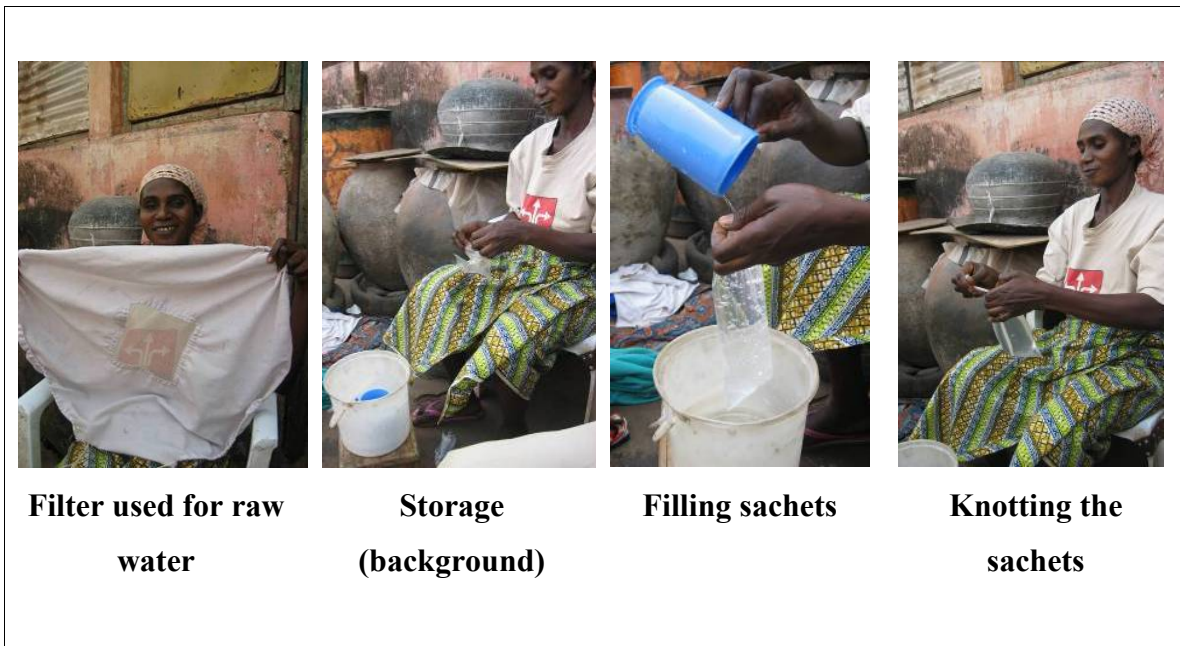 Filter used for raw
water
Storage
(background)
Filling sachets
Knotting the
sachets